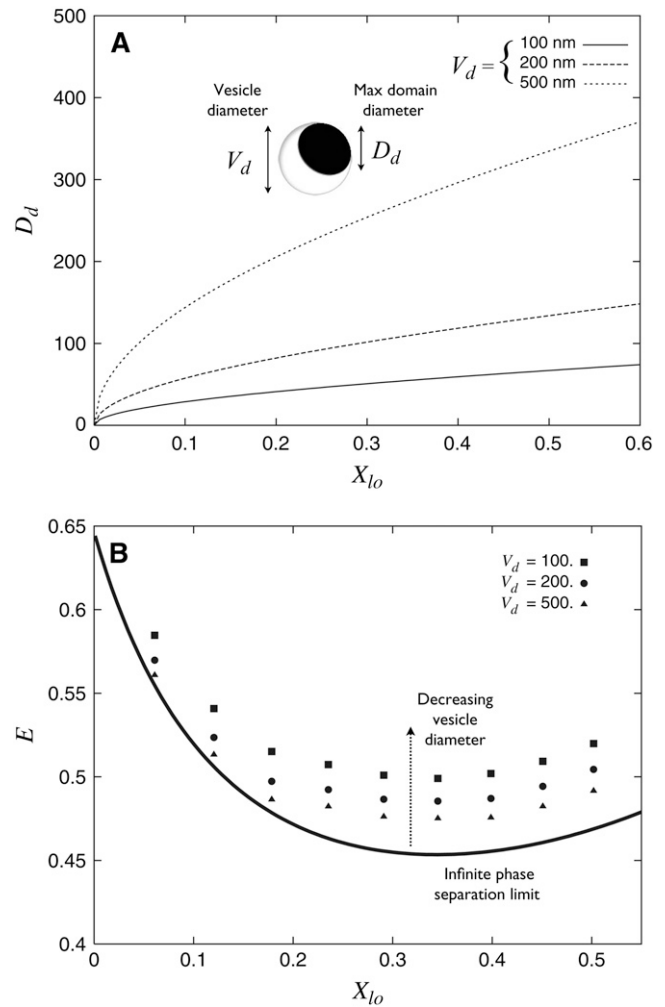 500
A
100 nm
V_d = { 200 nm
500 nm
Vesicle
diameter
Max domain
diameter
V_d
D_d
400
300
200
100
0
D_d
0
0.1
0.2
0.3
0.4
0.5
0.6
X_lo
0.65
B
V_d = 100.
V_d = 200.
V_d = 500.
0.6
0.55
Decreasing
vesicle
diameter
E
0.5
0.45
Infinite phase
separation limit
0.4
0
0.1
0.2
0.3
0.4
0.5
X_lo